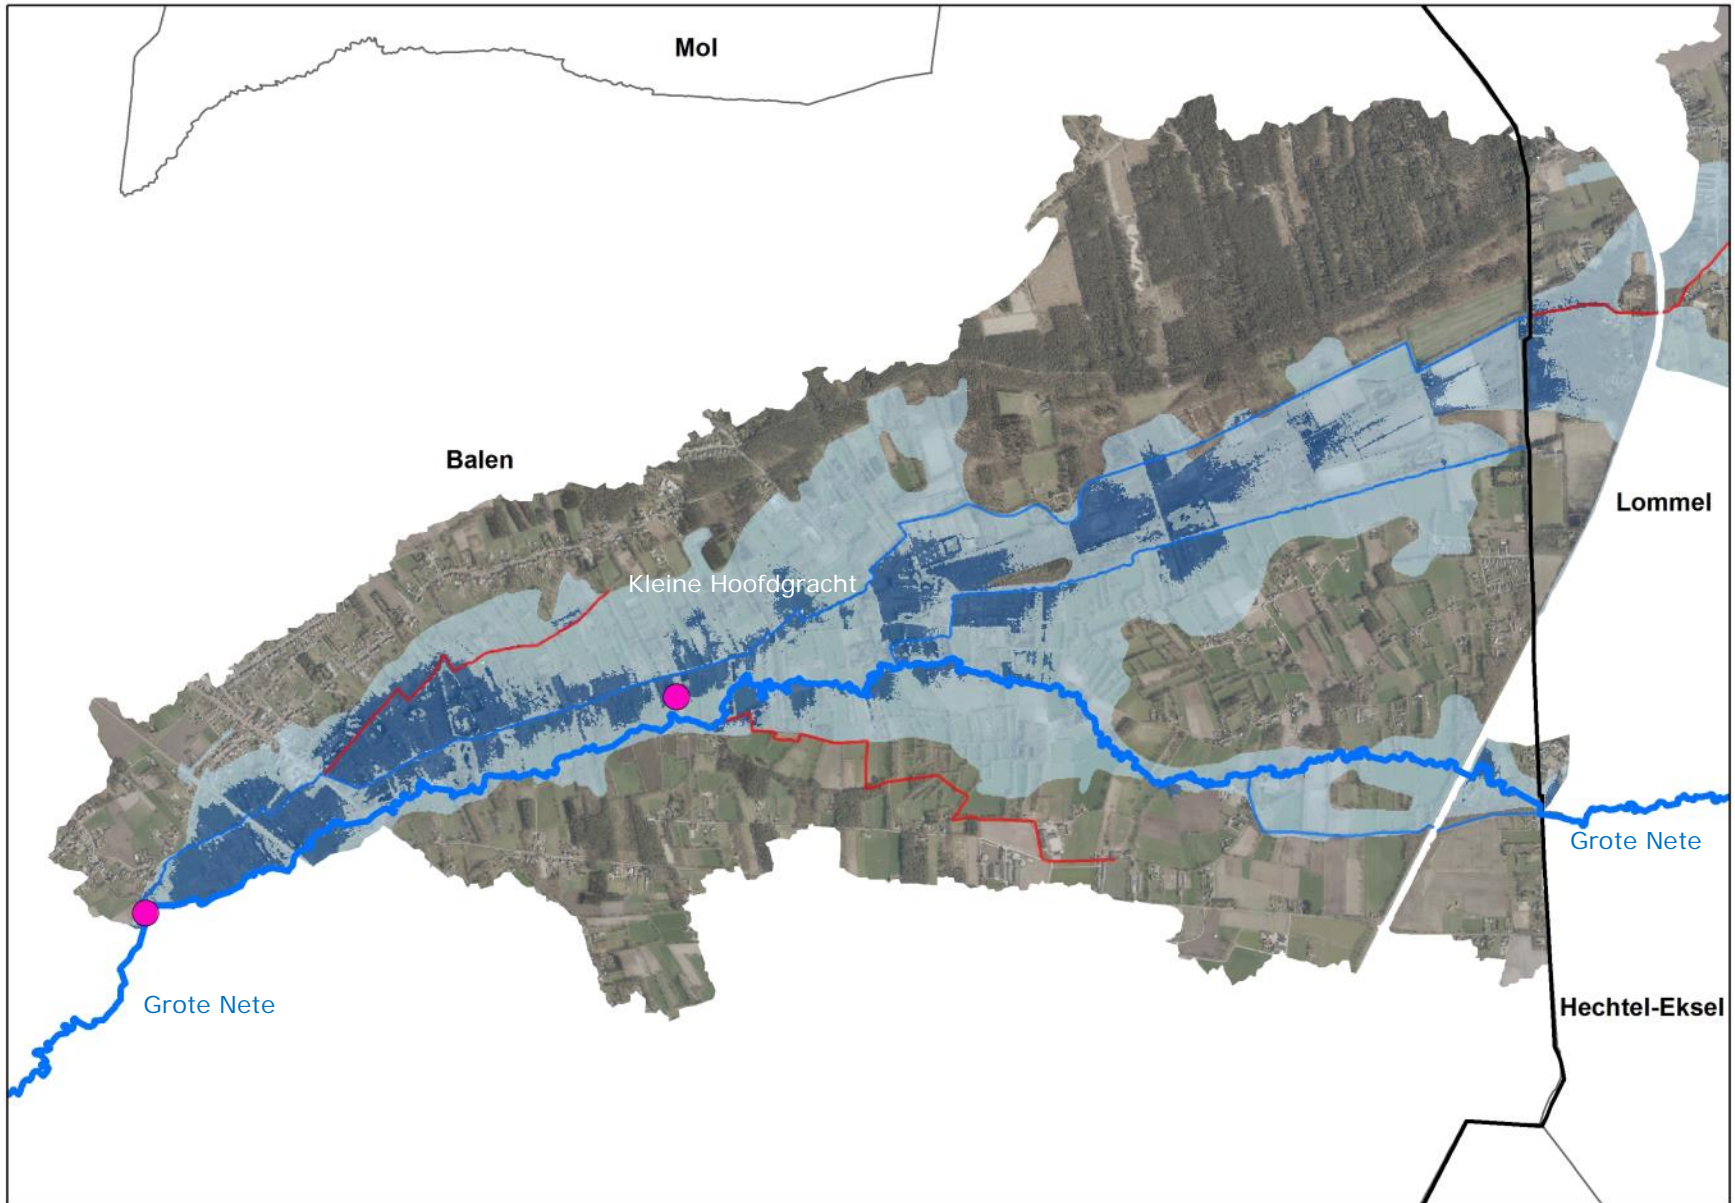 Mol
Balen
Lommel
Kleine Hoofdgracht
Grote Nete
Grote Nete
Hechtel-Eksel